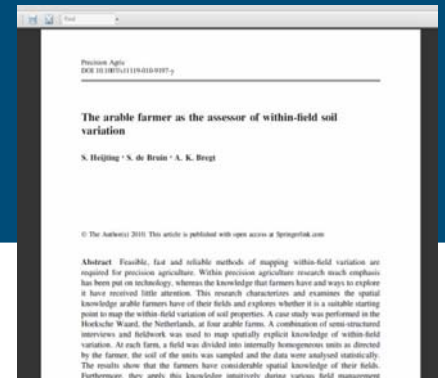 Find
Precision Agric
DOI 10.1007/s11119-010-9197-y
The arable farmer as the assessor of within-field soil
variation
S. Heijting · S. de Bruin · A. K. Bregt
© The Author(s) 2010. This article is published with open access at Springerlink.com
Abstract Feasible, fast and reliable methods of mapping within-field variation are
required for precision agriculture. Within precision agriculture research much emphasis
has been put on technology, whereas the knowledge that farmers have and ways to explore
it have received little attention. This research characterizes and examines the spatial
knowledge arable farmers have of their fields and explores whether it is a suitable starting
point to map the within-field variation of soil properties. A case study was performed in the
Hoeksche Waard, the Netherlands, at four arable farms. A combination of semi-structured
interviews and fieldwork was used to map spatially explicit knowledge of within-field
variation. At each farm, a field was divided into internally homogeneous units as directed
by the farmer, the soil of the units was sampled and the data were analysed statistically.
The results show that the farmers have considerable spatial knowledge of their fields.
Furthermore, they apply this knowledge intuitively during various field management